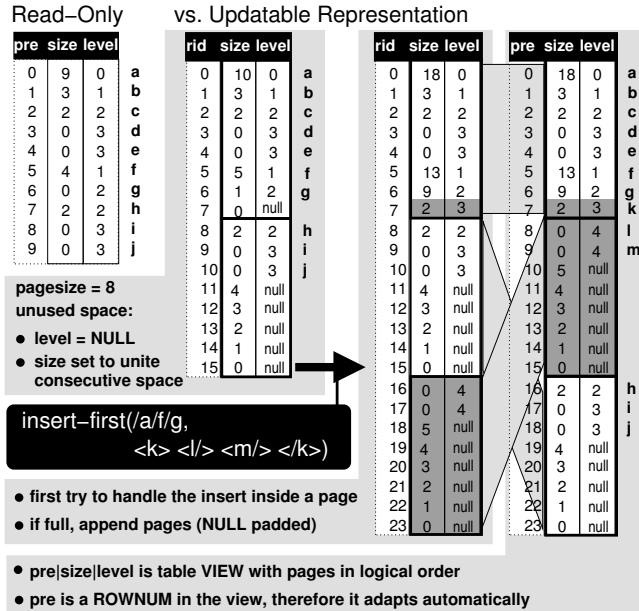 Read–Only vs. Updatable Representation
pre size level
0 9 0 a
1 3 1 b
2 2 2 c
3 0 3 d
4 0 3 e
5 4 1 f
6 0 2 g
7 2 2 h
8 0 3 i
9 0 3 j
pagesize = 8
unused space:
• level = NULL
• size set to unite
consecutive space
rid size level
0 10 0 a
1 3 1 b
2 2 2 c
3 0 3 d
4 0 3 e
5 5 1 f
6 1 2 g
7 0 null
8 2 2 h
9 0 3 i
10 0 3 j
11 4 null
12 3 null
13 2 null
14 1 null
15 0 null
insert–first(/a/f/g,
<k> <l/> <m/> </k>)
rid size level
0 18 0
1 3 1
2 2 2
3 0 3
4 0 3
5 13 1
6 9 2
7 2 3
8 2 2
9 0 3
10 0 3
11 4 null
12 3 null
13 2 null
14 1 null
15 0 null
16 0 4
17 0 4
18 5 null
19 4 null
20 3 null
21 2 null
22 1 null
23 0 null
pre size level
0 18 0 a
1 3 1 b
2 2 2 c
3 0 3 d
4 0 3 e
5 13 1 f
6 9 2 g
7 2 3 k
8 0 4 l
9 0 4 m
10 5 null
11 4 null
12 3 null
13 2 null
14 1 null
15 0 null
16 2 2 h
17 0 3 i
18 0 3 j
19 4 null
20 3 null
21 2 null
22 1 null
23 0 null
• first try to handle the insert inside a page
• if full, append pages (NULL padded)
• pre|size|level is table VIEW with pages in logical order
• pre is a ROWNUM in the view, therefore it adapts automatically